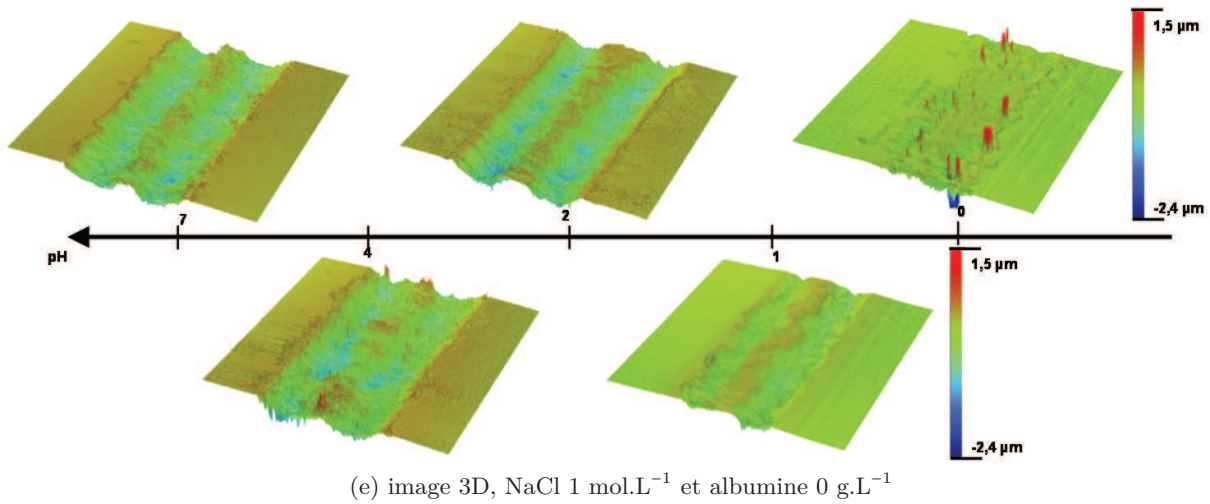 1,5 µm
-2,4 µm
7
2
0
pH
4
1
1,5 µm
-2,4 µm
(e) image 3D, NaCl 1 mol.L⁻¹ et albumine 0 g.L⁻¹